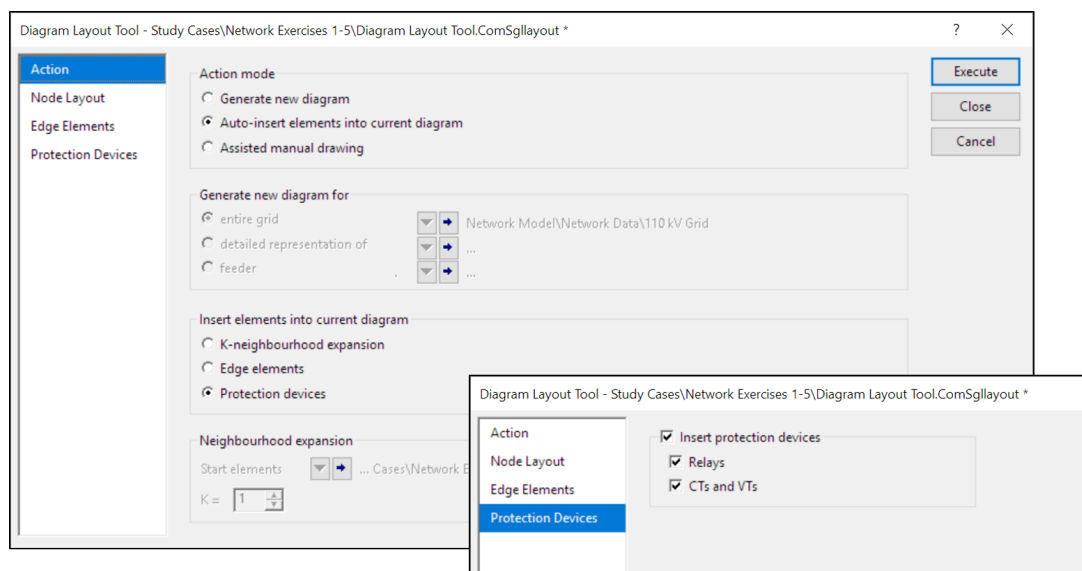 Diagram Layout Tool - Study Cases\Network Exercises 1-5\Diagram Layout Tool.ComSgllayout *
?
Action
Node Layout
Edge Elements
Protection Devices
Action mode
Generate new diagram
Auto-insert elements into current diagram
Assisted manual drawing
Execute
Close
Cancel
Generate new diagram for
entire grid
Network Model\Network Data\110 kV Grid
detailed representation of
...
feeder
. ...
Insert elements into current diagram
K-neighbourhood expansion
Edge elements
Protection devices
Neighbourhood expansion
Start elements
... Cases\Network E
K =
1
Diagram Layout Tool - Study Cases\Network Exercises 1-5\Diagram Layout Tool.ComSgllayout *
Action
Node Layout
Edge Elements
Protection Devices
Insert protection devices
Relays
CTs and VTs